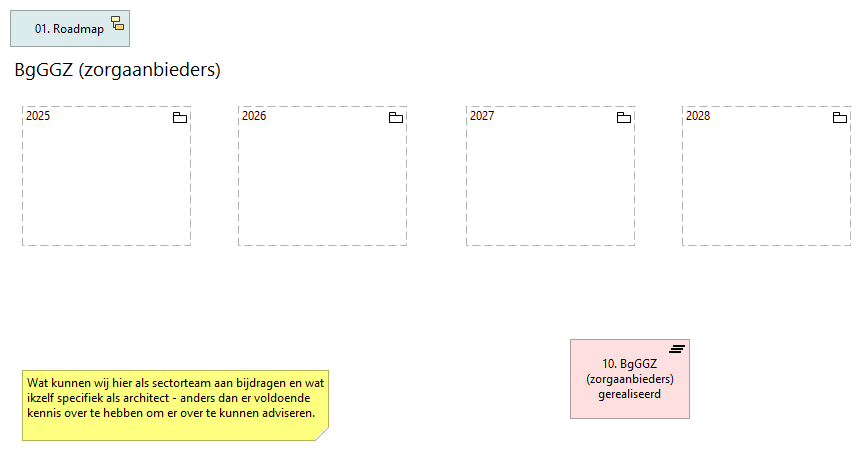 01. Roadmap
BgGGZ (zorgaanbieders)
2025
2026
2027
2028
Wat kunnen wij hier als sectorteam aan bijdragen en wat
ikzelf specifiek als architect - anders dan er voldoende
kennis over te hebben om er over te kunnen adviseren.
10. BgGGZ
(zorgaanbieders)
gerealiseerd